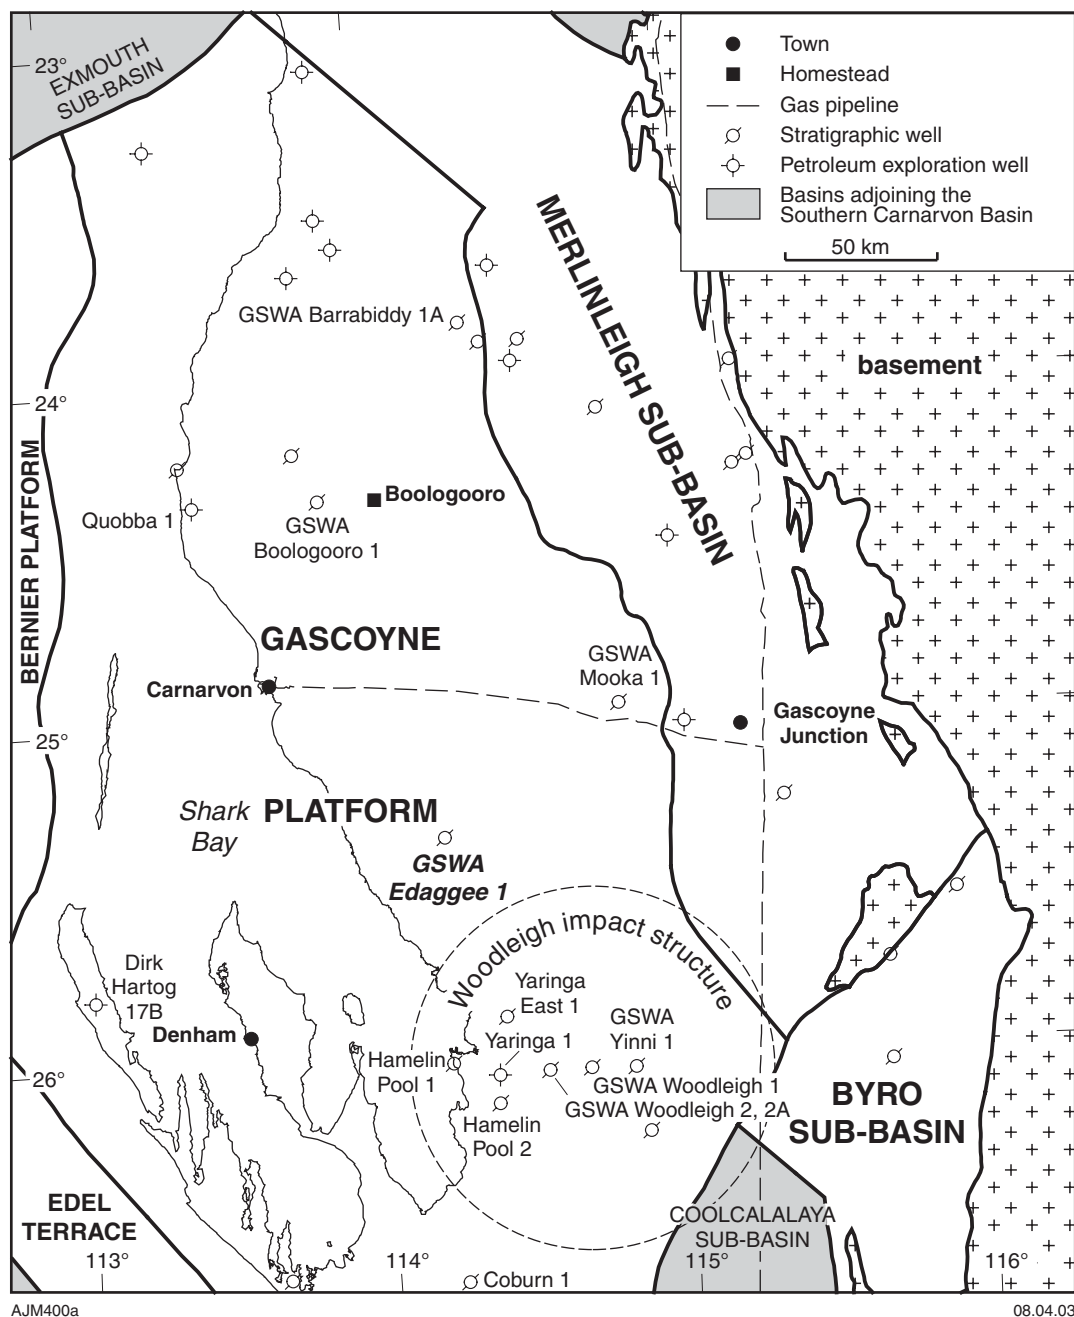 Town
Homestead
Gas pipeline
Stratigraphic well
Petroleum exploration well
Basins adjoining the
Southern Carnarvon Basin
50 km
23°
EXMOUTH
SUB-BASIN
MERLINLEIGH SUB-BASIN
GSWA Barrabiddy 1A
basement
24°
BERNIER PLATFORM
Boologooro
Quobba 1
GSWA
Boologooro 1
GASCOYNE
GSWA
Mooka 1
Carnarvon
Gascoyne
Junction
25°
Shark
Bay
PLATFORM
GSWA
Edaggee 1
Woodleigh impact structure
Dirk
Hartog
17B
Yaringa
East 1
GSWA
Yinni 1
Denham
Yaringa 1
Hamelin
Pool 1
26°
GSWA Woodleigh 1
GSWA Woodleigh 2, 2A
BYRO
SUB-BASIN
Hamelin
Pool 2
EDEL
TERRACE
COOLCALALAYA
SUB-BASIN
113°
114°
115°
116°
Coburn 1
AJM400a
08.04.03